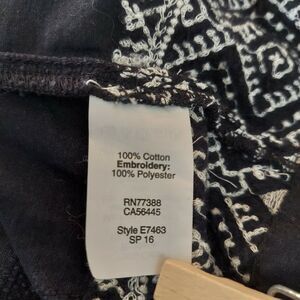 100% Cotton
Embroidery:
100% Polyester
RN77388
CA56445
Style E7463
SP 16